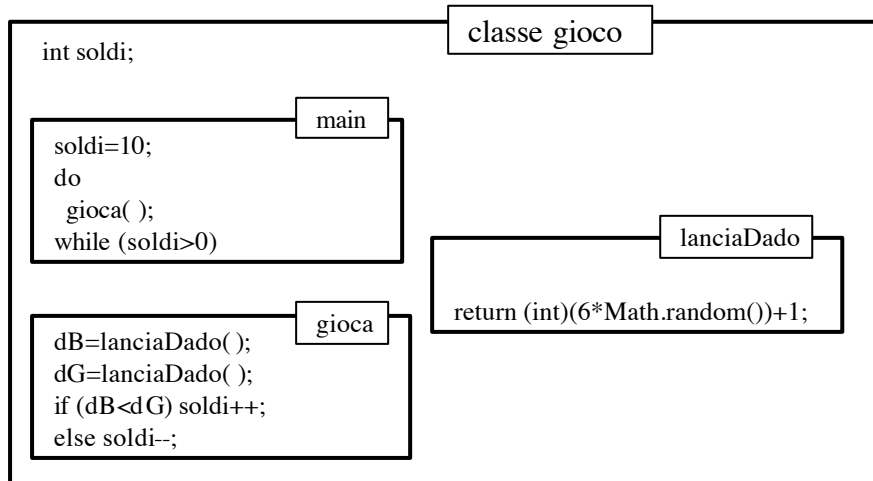 classe gioco
int soldi;
main
soldi=10;
do
gioca( );
while (soldi>0)
lanciaDado
return (int)(6*Math.random())+1;
gioca
dB=lanciaDado( );
dG=lanciaDado( );
if (dB<dG) soldi++;
else soldi--;